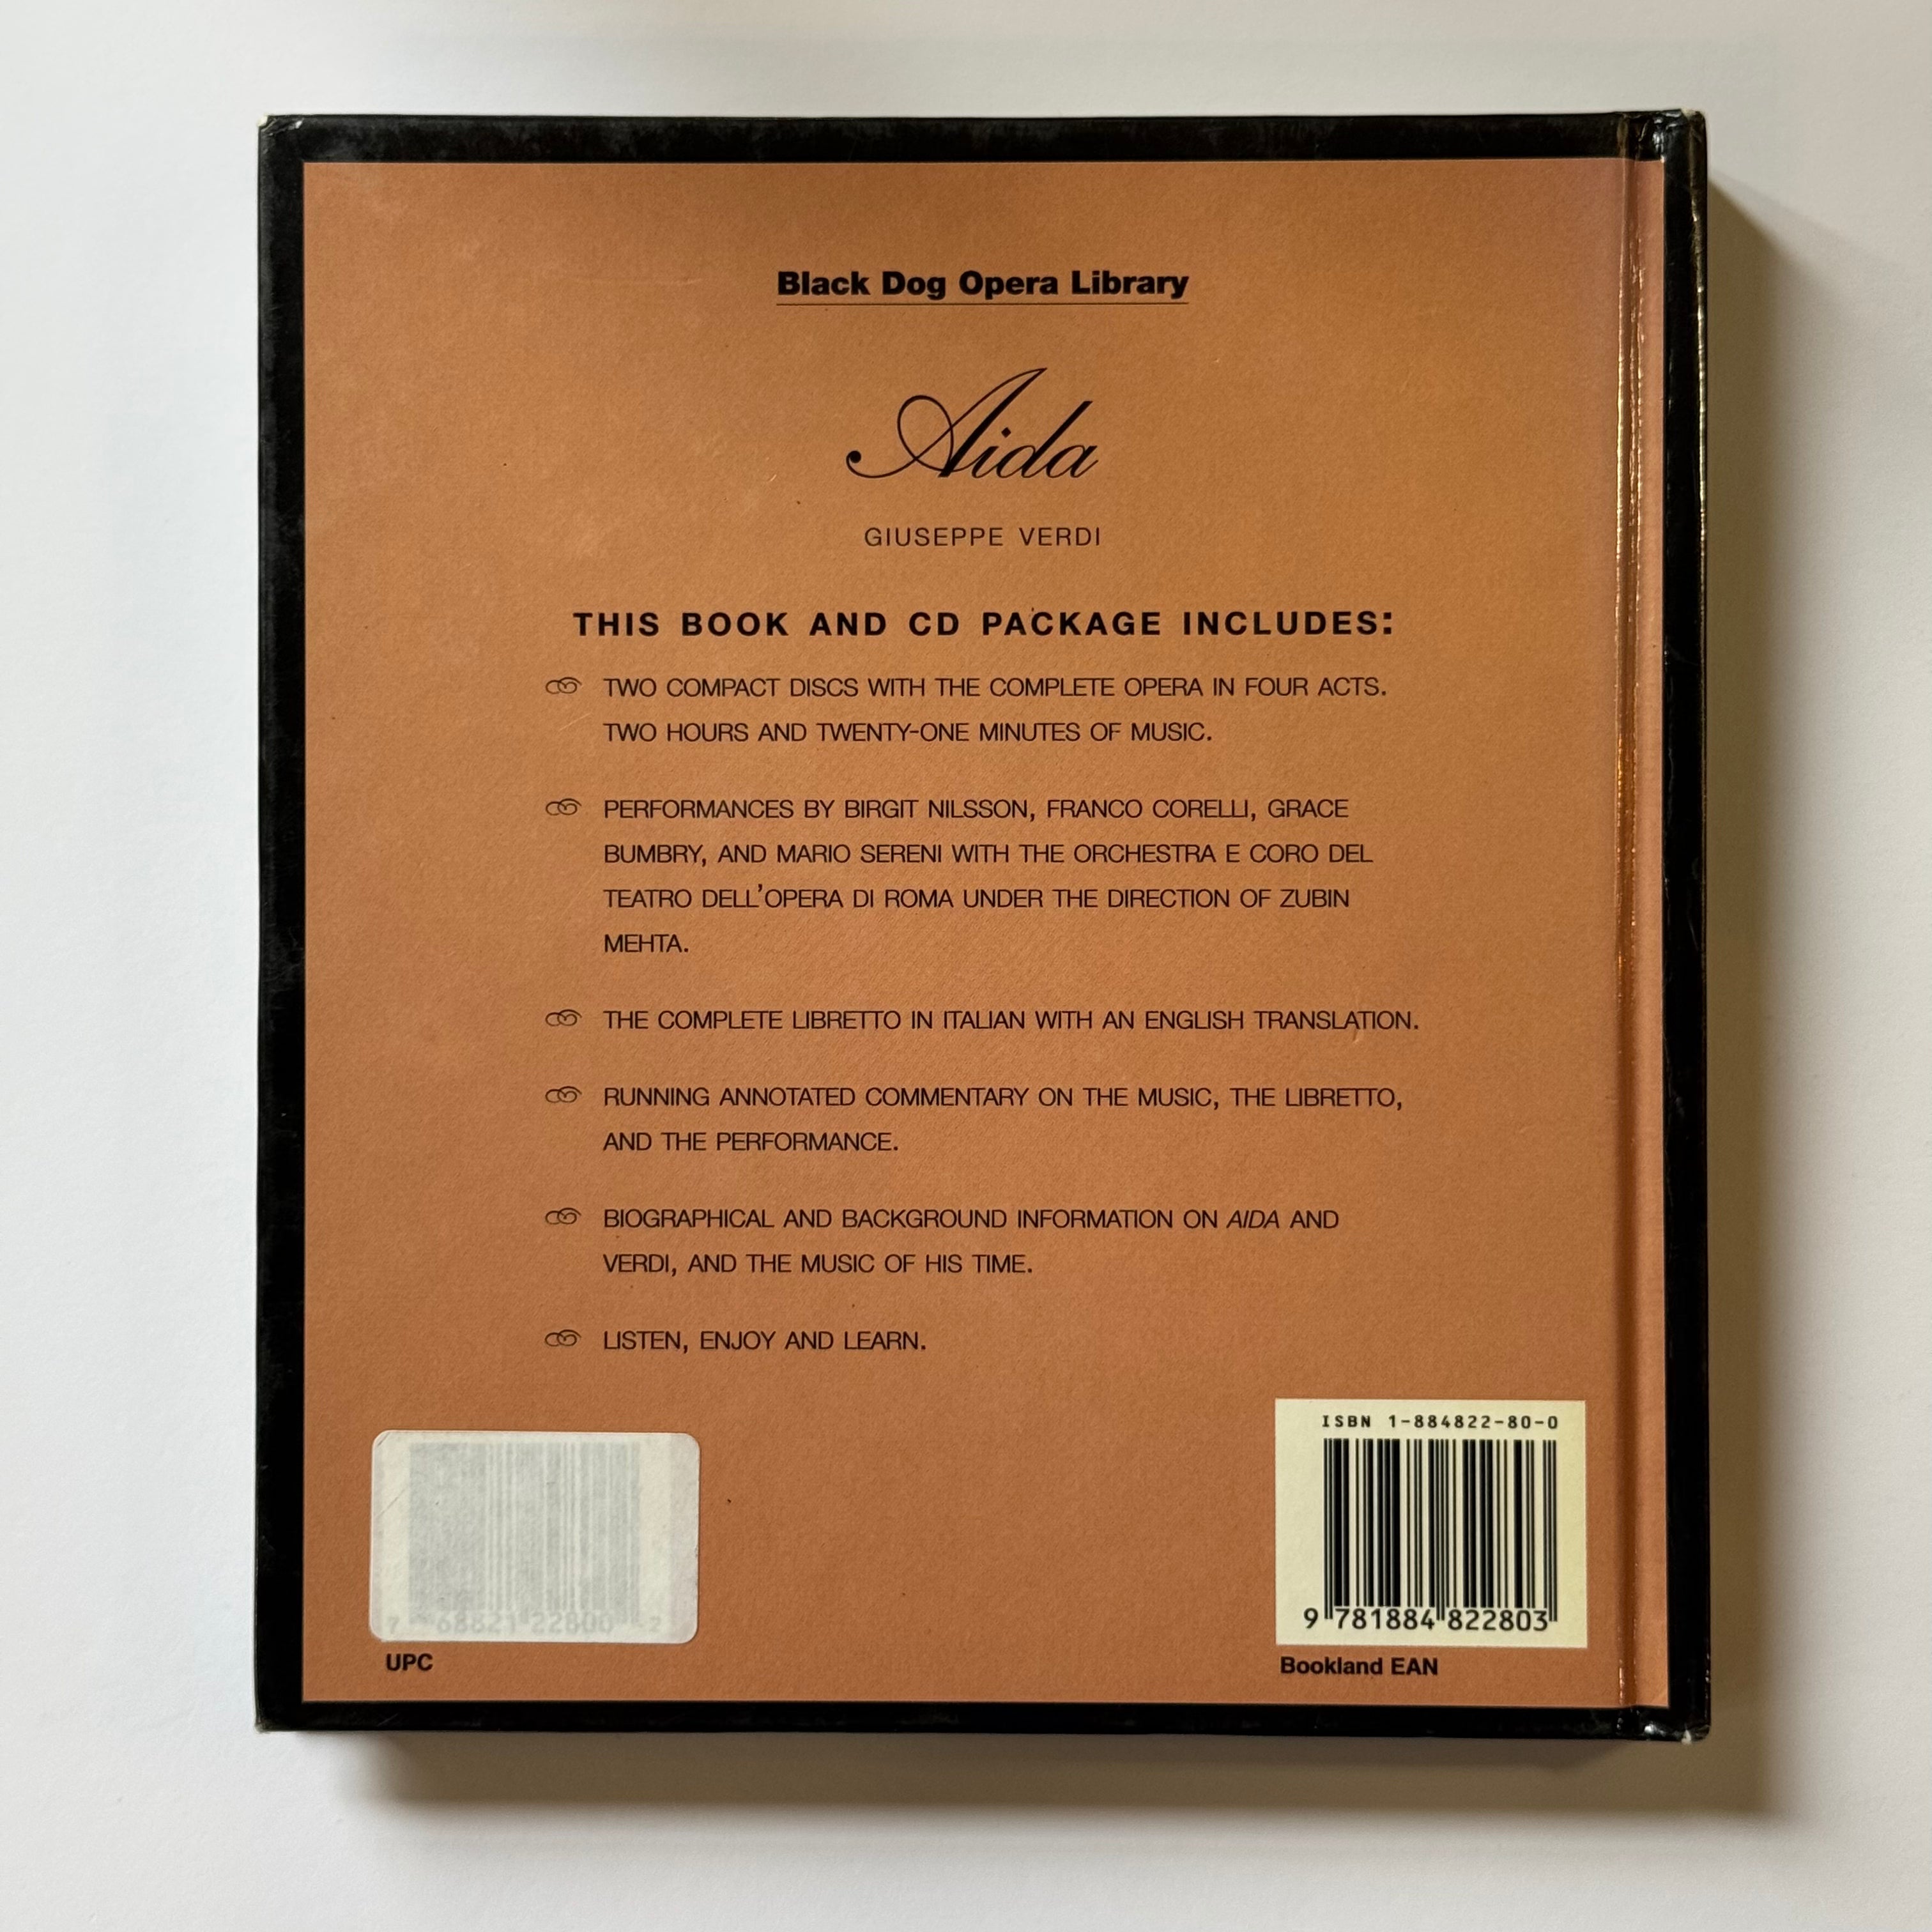 Black Dog Opera Library
Aida
GIUSEPPE VERDI
THIS BOOK AND CD PACKAGE INCLUDES:
TWO COMPACT DISCS WITH THE COMPLETE OPERA IN FOUR ACTS.
TWO HOURS AND TWENTY-ONE MINUTES OF MUSIC.
PERFORMANCES BY BIRGIT NILSSON, FRANCO CORELLI, GRACE
BUMBRY, AND MARIO SERENI WITH THE ORCHESTRA E CORO DEL
TEATRO DELL'OPERA DI ROMA UNDER THE DIRECTION OF ZUBIN
MEHTA.
THE COMPLETE LIBRETTO IN ITALIAN WITH AN ENGLISH TRANSLATION.
RUNNING ANNOTATED COMMENTARY ON THE MUSIC, THE LIBRETTO,
AND THE PERFORMANCE.
BIOGRAPHICAL AND BACKGROUND INFORMATION ON AIDA AND
VERDI, AND THE MUSIC OF HIS TIME.
LISTEN, ENJOY AND LEARN.
UPC
ISBN 1-884822-80-0
9 781884 822803
Bookland EAN